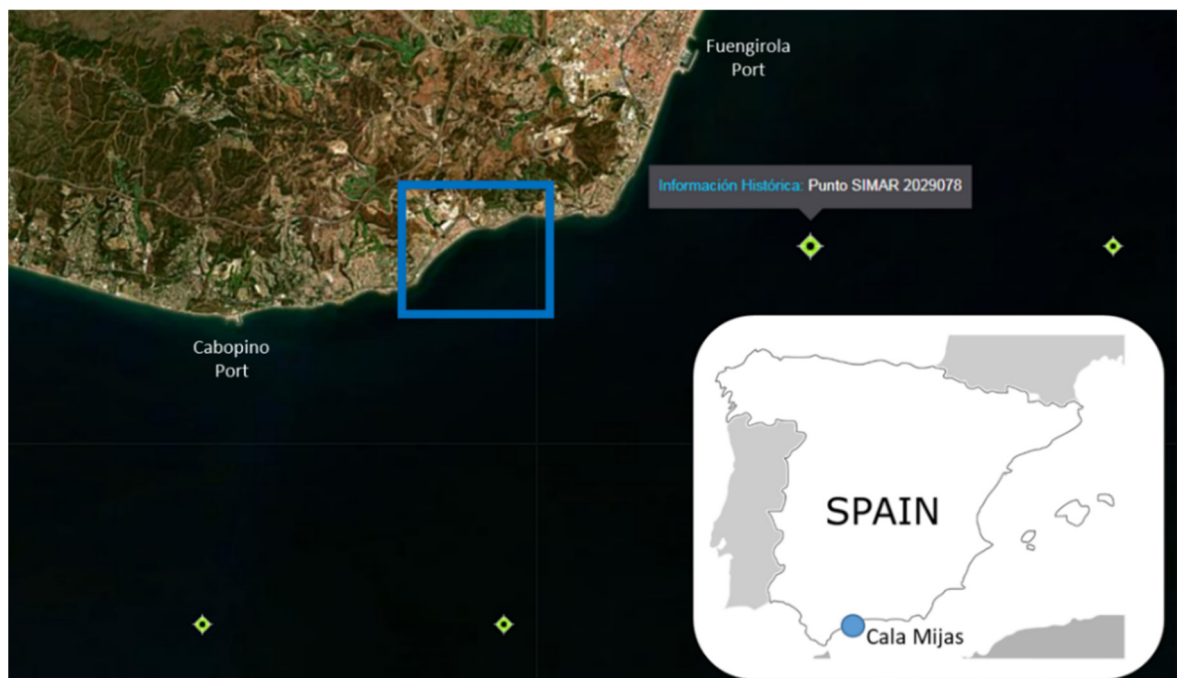 Fuengirola
Port
Información Histórica: Punto SIMAR 2029078
Cabopino
Port
SPAIN
Cala Mijas